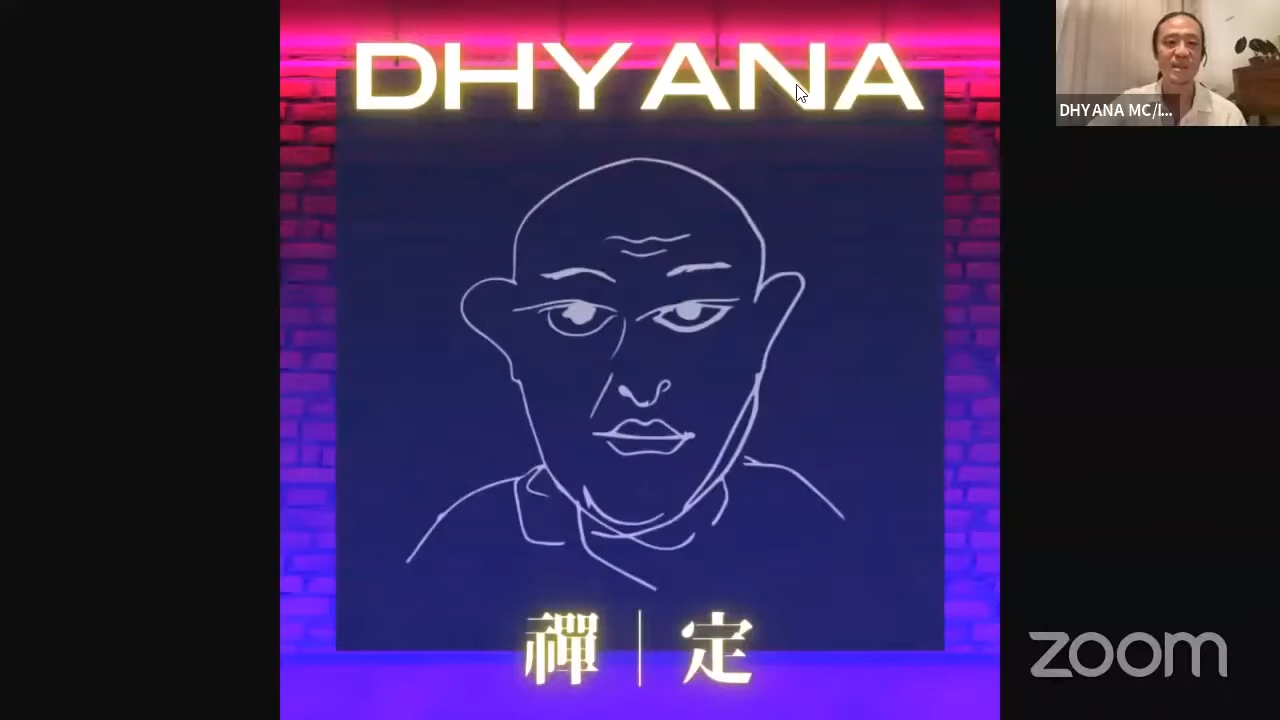 DHYANA
DHYANA MC/I...
禪 | 定
zoom